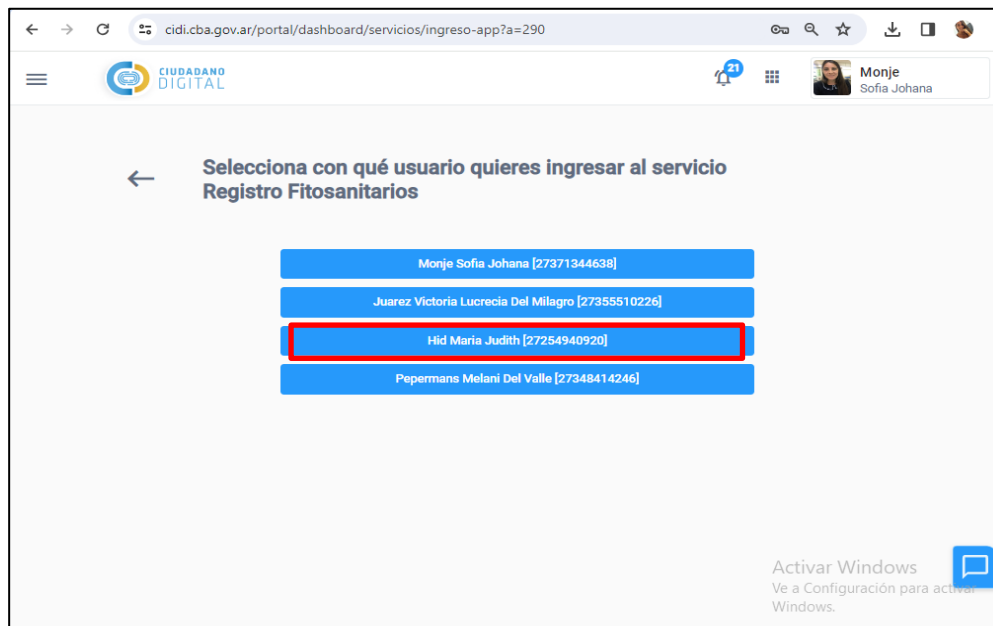 cidi.cba.gov.ar/portal/dashboard/servicios/ingreso-app?a=290
CIUDADANO
DIGITAL
21
Monje
Sofia Johana
Selecciona con qué usuario quieres ingresar al servicio
Registro Fitosanitarios
Monje Sofia Johana [27371344638]
Juarez Victoria Lucrecia Del Milagro [27355510226]
Hid Maria Judith [27254940920]
Pepermans Melani Del Valle [27348414246]
Activar Windows
Ve a Configuración para activar
Windows.